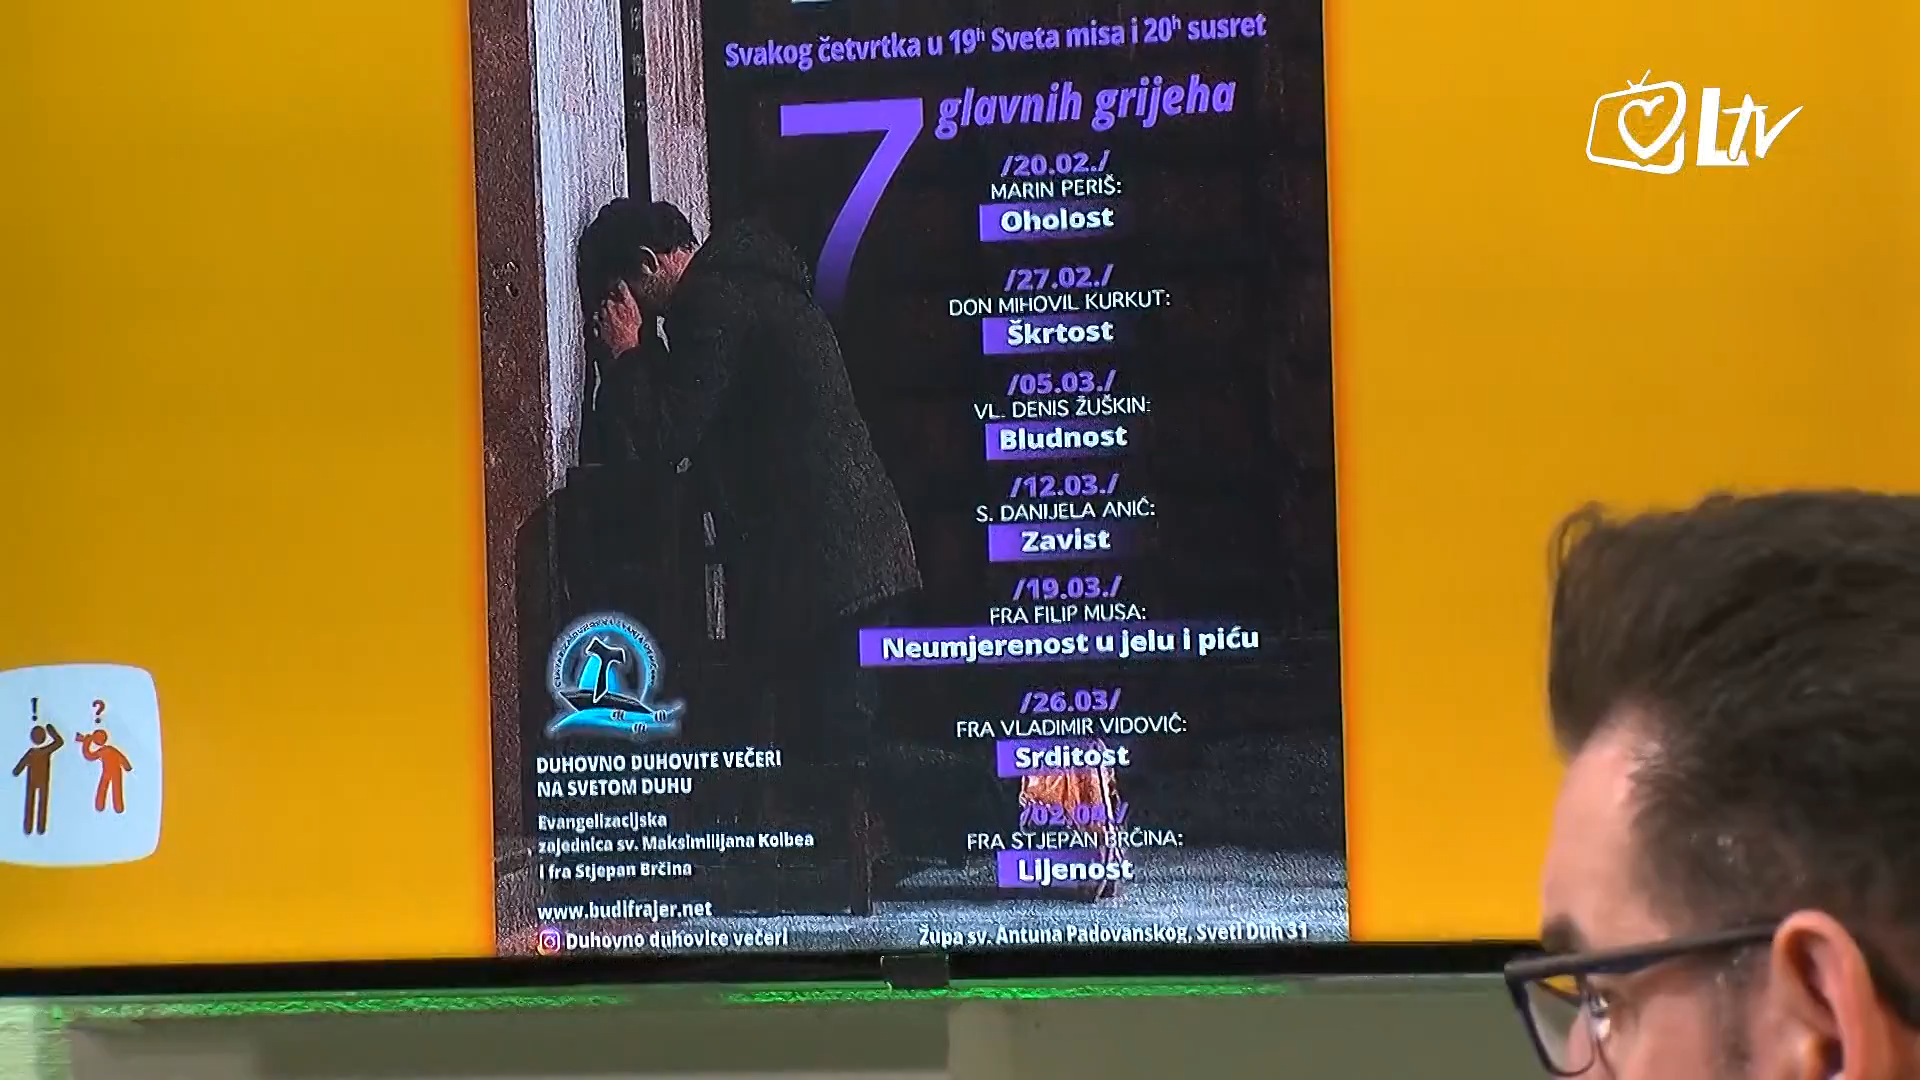 Svakog četvrtka u 19h Sveta misa i 20h susret
7 glavnih grijeha
/20.02./
MARIN PERIŠ:
Oholost
/27.02./
DON MIHOVIL KURKUT:
Škrtost
/05.03./
VL. DENIS ŽUŠKIN:
Bludnost
/12.03./
S. DANIJELA ANIĆ:
Zavist
/19.03./
FRA FILIP MUSA:
Neumjerenost u jelu i piću
/26.03/
FRA VLADIMIR VIDOVIĆ:
Srditost
/02.04./
FRA STJEPAN BRČINA:
Lijenost
DUHOVNO DUHOVITE VEČERI
NA SVETOM DUHU
Evangelizacijska
zajednica sv. Maksimilijana Kolbea
i fra Stjepan Brčina
www.budifrajer.net
Duhovno duhovite večeri
Župa sv. Antuna Padovanskog, Sveti Duh 31
! ?
LTV